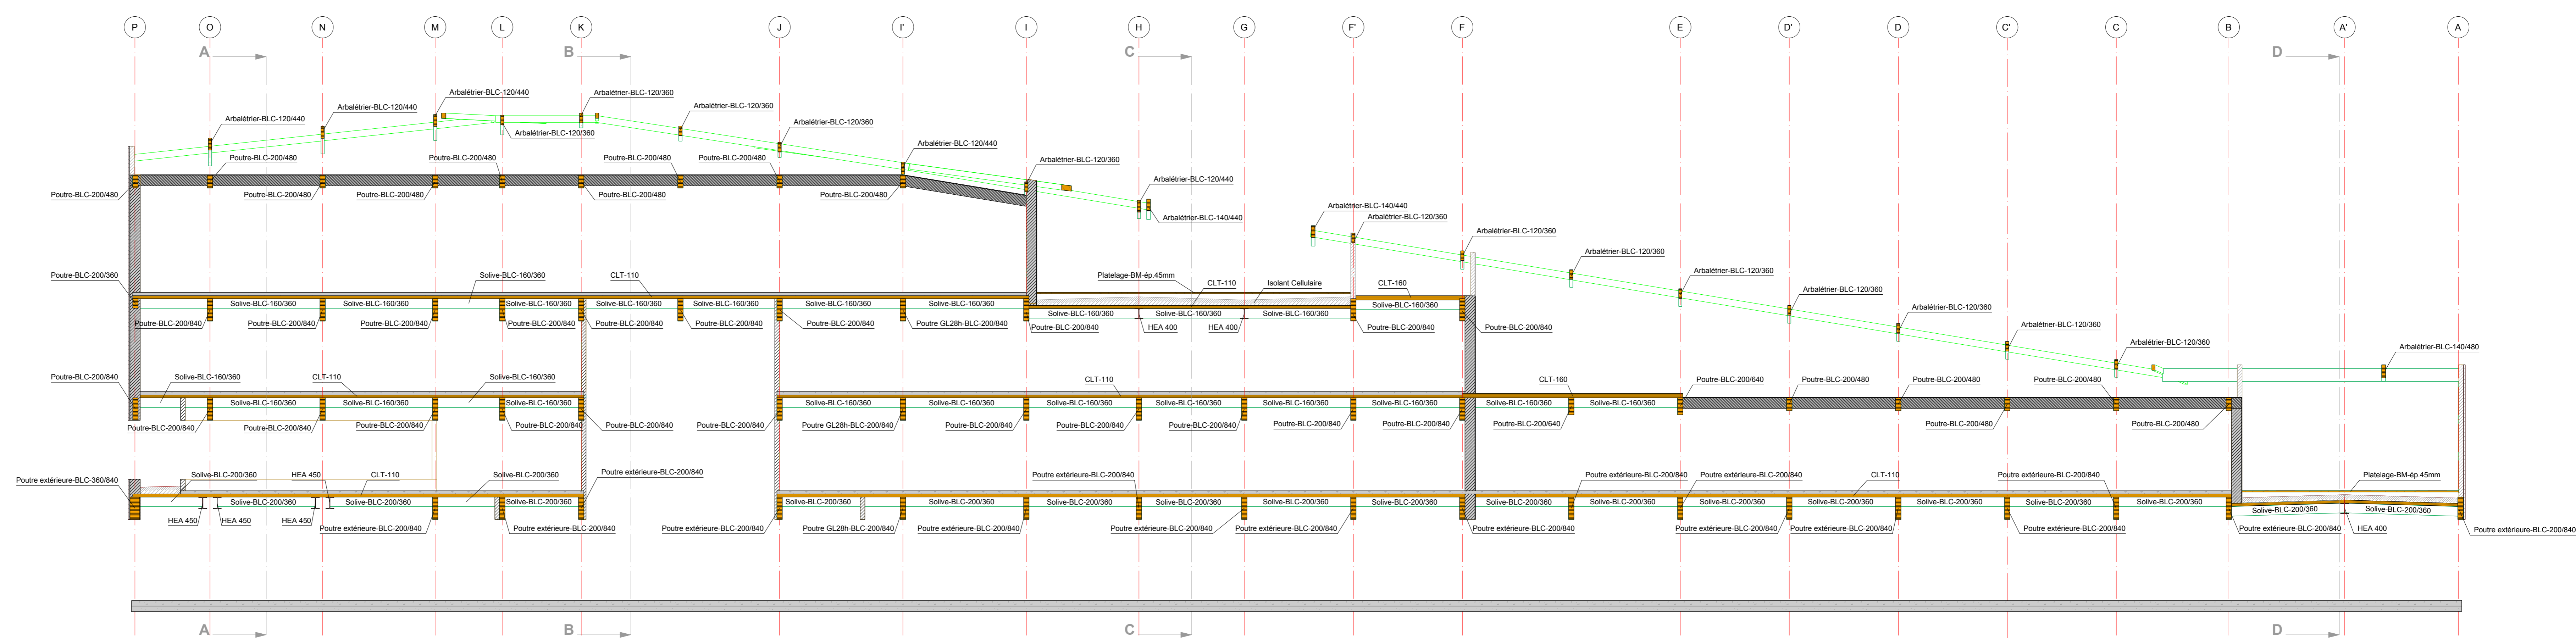 P O N M L K J I' I H G F' F E D' D C' C B A' A
A B C D
Arbalétrier-BLC-120/440 Arbalétrier-BLC-120/360
Arbalétrier-BLC-120/440 Arbalétrier-BLC-120/360
Arbalétrier-BLC-120/440 Arbalétrier-BLC-120/360 Arbalétrier-BLC-120/360
Arbalétrier-BLC-120/440
Poutre-BLC-200/480 Poutre-BLC-200/480 Poutre-BLC-200/480 Poutre-BLC-200/480 Arbalétrier-BLC-120/360
Arbalétrier-BLC-120/440
Poutre-BLC-200/480 Poutre-BLC-200/480 Poutre-BLC-200/480 Poutre-BLC-200/480 Poutre-BLC-200/480
Arbalétrier-BLC-140/440 Arbalétrier-BLC-140/440
Arbalétrier-BLC-120/360
Arbalétrier-BLC-120/360
Arbalétrier-BLC-120/360
Arbalétrier-BLC-120/360
Arbalétrier-BLC-120/360
Arbalétrier-BLC-120/360
Arbalétrier-BLC-120/360
Arbalétrier-BLC-120/360
Arbalétrier-BLC-140/480
Poutre-BLC-200/360 Solive-BLC-160/360 CLT-110 Platelage-BM-ép.45mm CLT-110 Isolant Cellulaire CLT-160
Solive-BLC-160/360 Solive-BLC-160/360 Solive-BLC-160/360 Solive-BLC-160/360 Solive-BLC-160/360 Solive-BLC-160/360 Solive-BLC-160/360 Solive-BLC-160/360
Solive-BLC-160/360 Solive-BLC-160/360 Solive-BLC-160/360
Poutre-BLC-200/840 Poutre-BLC-200/840 Poutre-BLC-200/840 Poutre-BLC-200/840 Poutre-BLC-200/840 Poutre-BLC-200/840 Poutre-BLC-200/840 Poutre GL28h-BLC-200/840 Poutre-BLC-200/840 HEA 400 HEA 400 Poutre-BLC-200/840 Poutre-BLC-200/840
Poutre-BLC-200/840 Solive-BLC-160/360 CLT-110 Solive-BLC-160/360 CLT-110 CLT-160 Poutre-BLC-200/640 Poutre-BLC-200/480 Poutre-BLC-200/480 Poutre-BLC-200/480
Solive-BLC-160/360 Solive-BLC-160/360 Solive-BLC-160/360 Solive-BLC-160/360 Solive-BLC-160/360 Solive-BLC-160/360 Solive-BLC-160/360 Solive-BLC-160/360 Solive-BLC-160/360 Solive-BLC-160/360 Solive-BLC-160/360
Poutre-BLC-200/840 Poutre-BLC-200/840 Poutre-BLC-200/840 Poutre-BLC-200/840 Poutre-BLC-200/840 Poutre-BLC-200/840 Poutre GL28h-BLC-200/840 Poutre-BLC-200/840 Poutre-BLC-200/840 Poutre-BLC-200/840 Poutre-BLC-200/840 Poutre-BLC-200/840 Poutre-BLC-200/640 Poutre-BLC-200/480 Poutre-BLC-200/480
Poutre extérieure-BLC-360/840 Solive-BLC-200/360 HEA 450 CLT-110 Solive-BLC-200/360 Poutre extérieure-BLC-200/840 Poutre extérieure-BLC-200/840 Poutre extérieure-BLC-200/840 Poutre extérieure-BLC-200/840 CLT-110 Poutre extérieure-BLC-200/840 Platelage-BM-ép.45mm
Solive-BLC-200/360 Solive-BLC-200/360 Solive-BLC-200/360 Solive-BLC-200/360 Solive-BLC-200/360 Solive-BLC-200/360 Solive-BLC-200/360 Solive-BLC-200/360 Solive-BLC-200/360 Solive-BLC-200/360 Solive-BLC-200/360 Solive-BLC-200/360 Solive-BLC-200/360 Solive-BLC-200/360 Solive-BLC-200/360 Solive-BLC-200/360 Solive-BLC-200/360
HEA 450 HEA 450 HEA 450
Poutre extérieure-BLC-200/840 Poutre extérieure-BLC-200/840 Poutre extérieure-BLC-200/840 Poutre GL28h-BLC-200/840 Poutre extérieure-BLC-200/840 Poutre extérieure-BLC-200/840 Poutre extérieure-BLC-200/840 Poutre extérieure-BLC-200/840 Poutre extérieure-BLC-200/840 Poutre extérieure-BLC-200/840 Poutre extérieure-BLC-200/840 Poutre extérieure-BLC-200/840 HEA 400 Poutre extérieure-BLC-200/840
A B C D